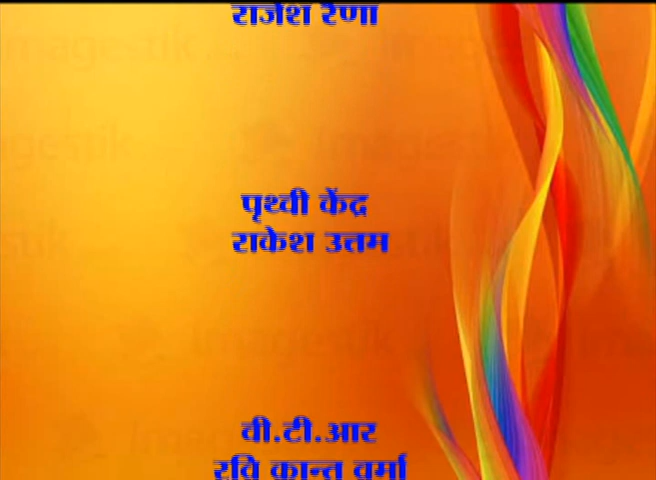 राजेश रैणा
पृथ्वी केंद्र
राकेश उत्तम
वी.टी.आर
रवि कान्त वर्मा